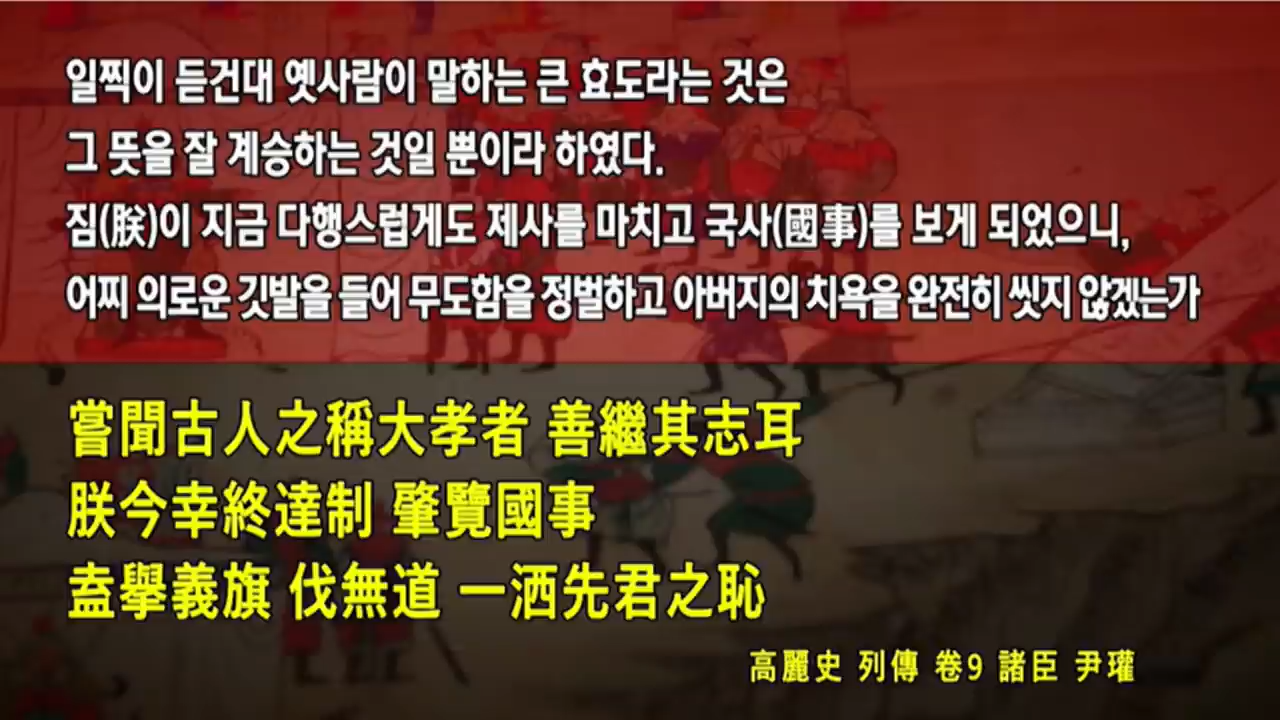 일찍이 듣건대 옛사람이 말하는 큰 효도라는 것은
그 뜻을 잘 계승하는 것일 뿐이라 하였다.
짐(朕)이 지금 다행스럽게도 제사를 마치고 국사(國事)를 보게 되었으니,
어찌 의로운 깃발을 들어 무도함을 정벌하고 아버지의 치욕을 완전히 씻지 않겠는가
嘗聞古人之稱大孝者 善繼其志耳
朕今幸終達制 肇覽國事
盍擧義旗 伐無道 一洒先君之恥
高麗史 列傳 卷9 諸臣 尹瓘